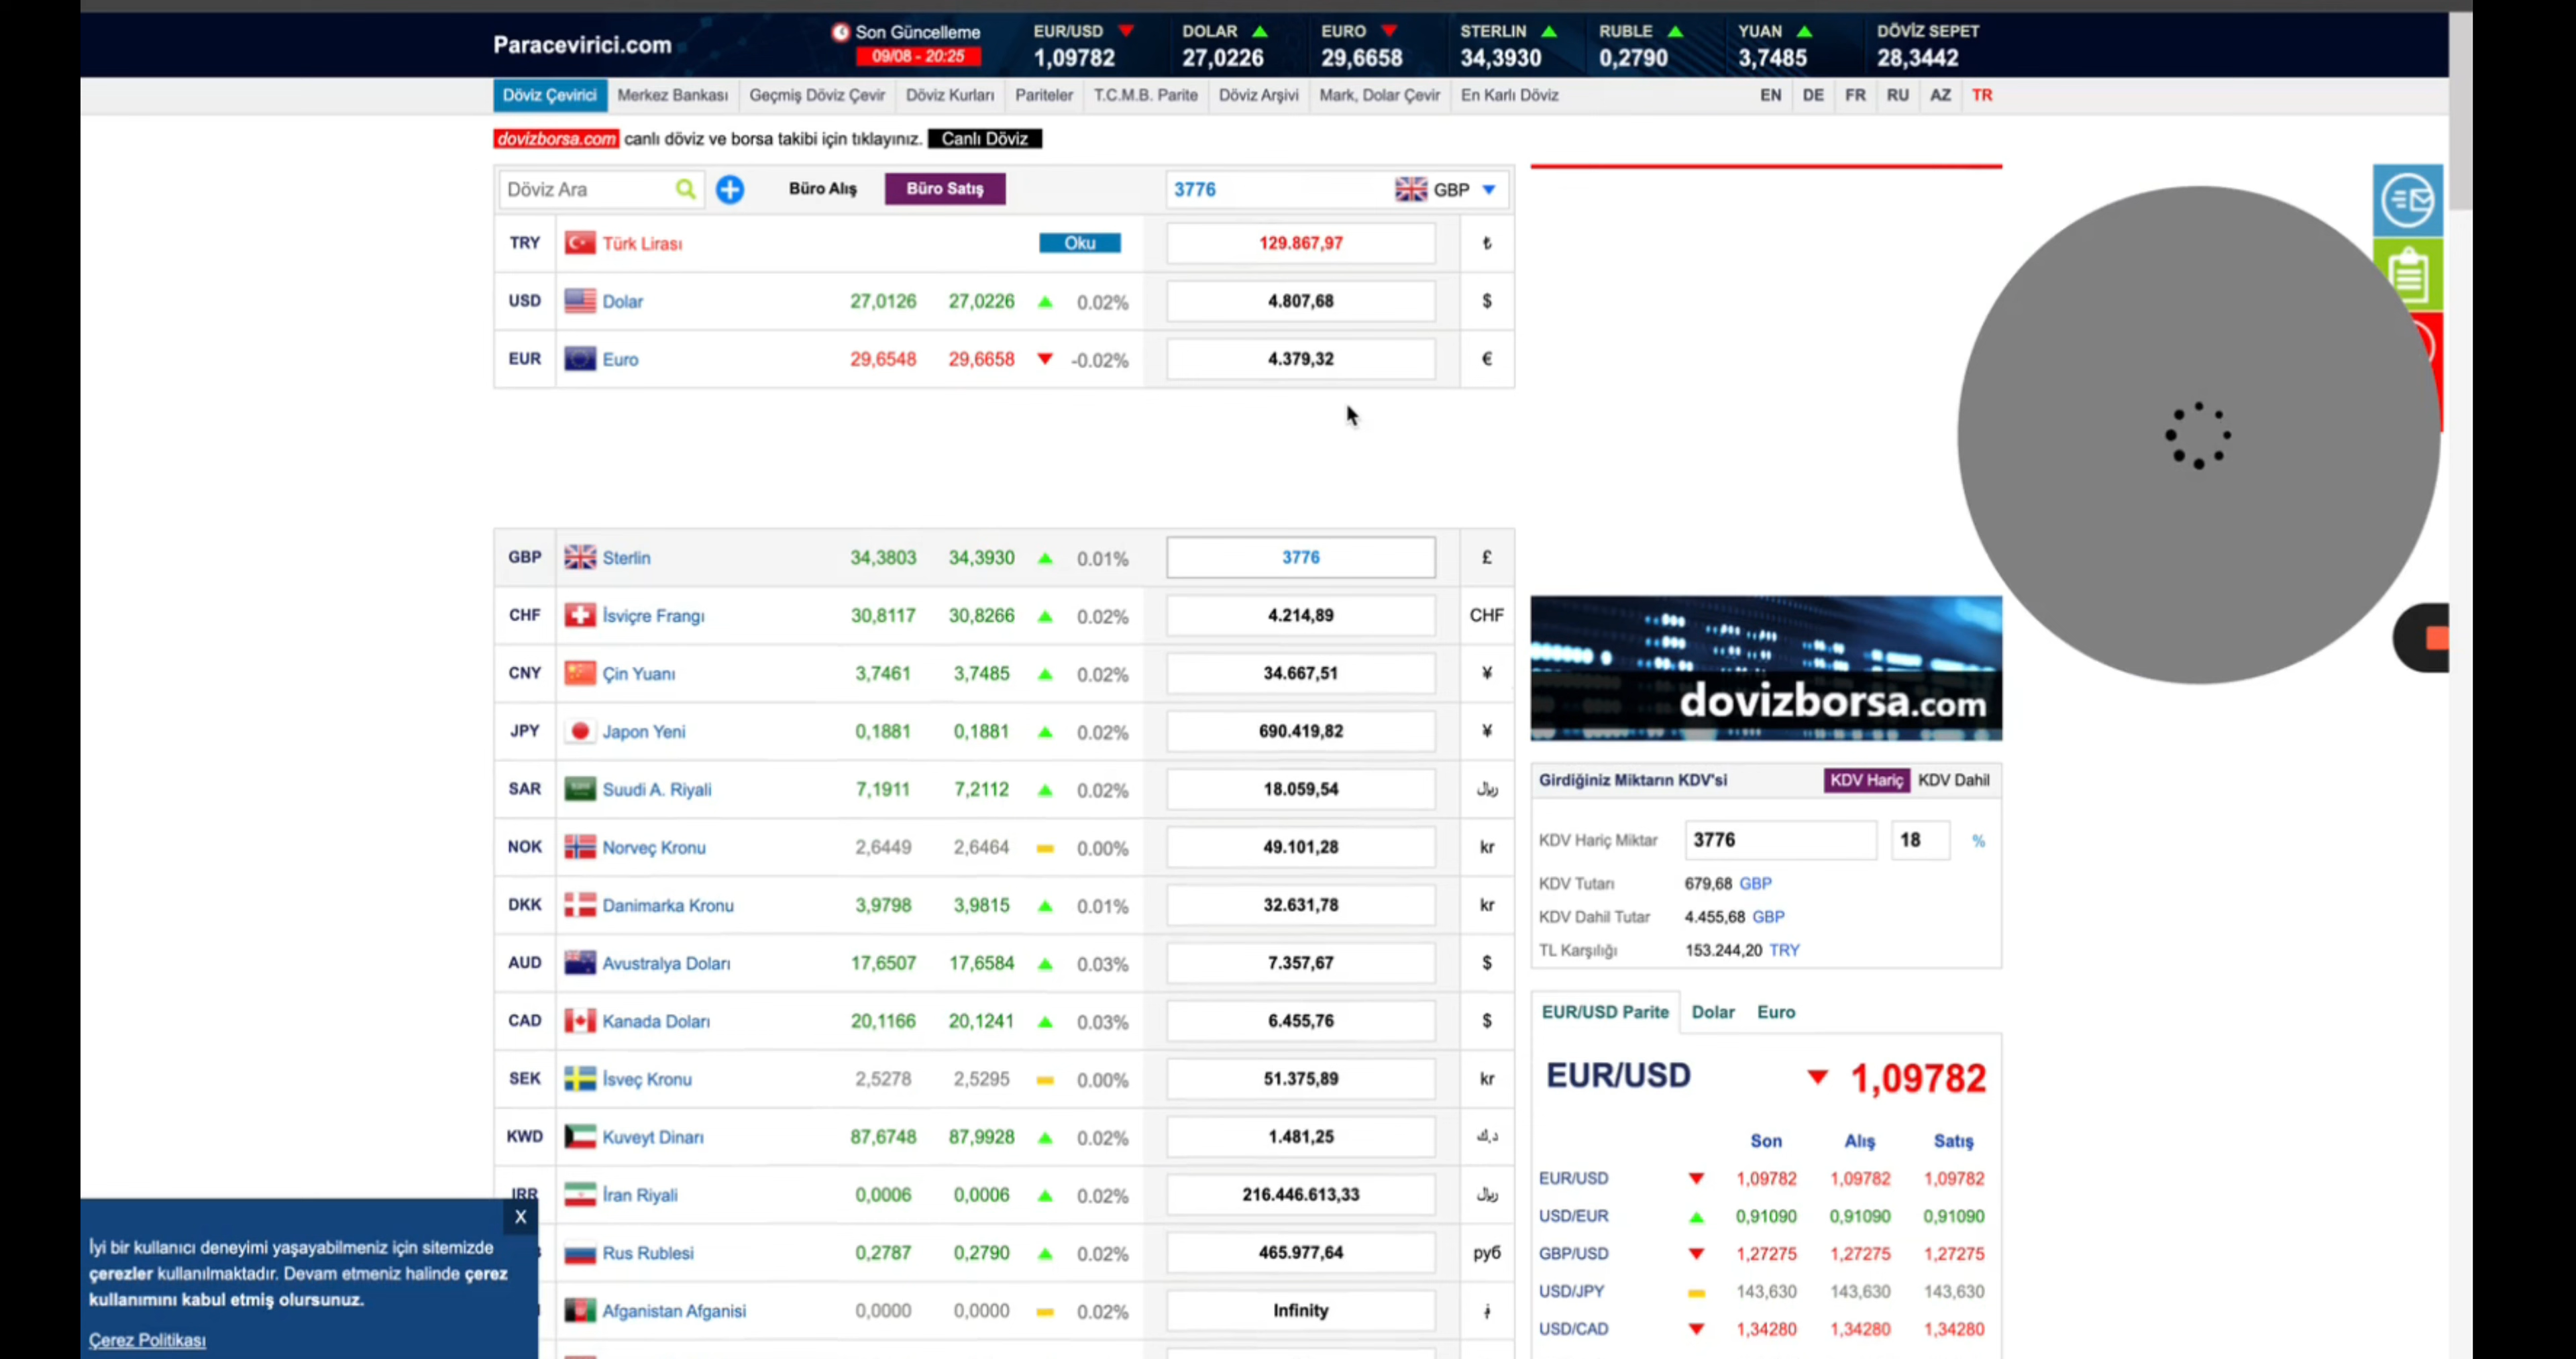 Paracevirici.com
Son Güncelleme
09/08 - 20:25
EUR/USD
1,09782
DOLAR
27,0226
EURO
29,6658
STERLIN
34,3930
RUBLE
0,2790
YUAN
3,7485
DÖVİZ SEPET
28,3442
Döviz Çevirici Merkez Bankası Geçmiş Döviz Çevir Döviz Kurları Pariteler T.C.M.B. Parite Döviz Arşivi Mark, Dolar Çevir En Karlı Döviz EN DE FR RU AZ TR
dovizborsa.com canlı döviz ve borsa takibi için tıklayınız. Canlı Döviz
Döviz Ara Büro Alış Büro Satış 3776 GBP
TRY Türk Lirası Oku 129.867,97 ₺
USD Dolar 27,0126 27,0226 0.02% 4.807,68 $
EUR Euro 29,6548 29,6658 -0.02% 4.379,32 €
GBP Sterlin 34,3803 34,3930 0.01% 3776 £
CHF İsviçre Frangı 30,8117 30,8266 0.02% 4.214,89 CHF
CNY Çin Yuanı 3,7461 3,7485 0.02% 34.667,51 ¥
JPY Japon Yeni 0,1881 0,1881 0.02% 690.419,82 ¥
SAR Suudi A. Riyali 7,1911 7,2112 0.02% 18.059,54 ﷼
NOK Norveç Kronu 2,6449 2,6464 0.00% 49.101,28 kr
DKK Danimarka Kronu 3,9798 3,9815 0.01% 32.631,78 kr
AUD Avustralya Doları 17,6507 17,6584 0.03% 7.357,67 $
CAD Kanada Doları 20,1166 20,1241 0.03% 6.455,76 $
SEK İsveç Kronu 2,5278 2,5295 0.00% 51.375,89 kr
KWD Kuveyt Dinarı 87,6748 87,9928 0.02% 1.481,25 د.ك
IRR İran Riyali 0,0006 0,0006 0.02% 216.446.613,33 ﷼
Rus Rublesi 0,2787 0,2790 0.02% 465.977,64 руб
Afganistan Afganisi 0,0000 0,0000 0.02% Infinity ؋
dovizborsa.com
Girdiğiniz Miktarın KDV'si KDV Hariç KDV Dahil
KDV Hariç Miktar 3776 18 %
KDV Tutarı 679,68 GBP
KDV Dahil Tutar 4.455,68 GBP
TL Karşılığı 153.244,20 TRY
EUR/USD Parite Dolar Euro
EUR/USD 1,09782
Son Alış Satış
EUR/USD 1,09782 1,09782 1,09782
USD/EUR 0,91090 0,91090 0,91090
GBP/USD 1,27275 1,27275 1,27275
USD/JPY 143,630 143,630 143,630
USD/CAD 1,34280 1,34280 1,34280
X
İyi bir kullanıcı deneyimi yaşayabilmeniz için sitemizde
çerezler kullanılmaktadır. Devam etmeniz halinde çerez
kullanımını kabul etmiş olursunuz.
Çerez Politikası